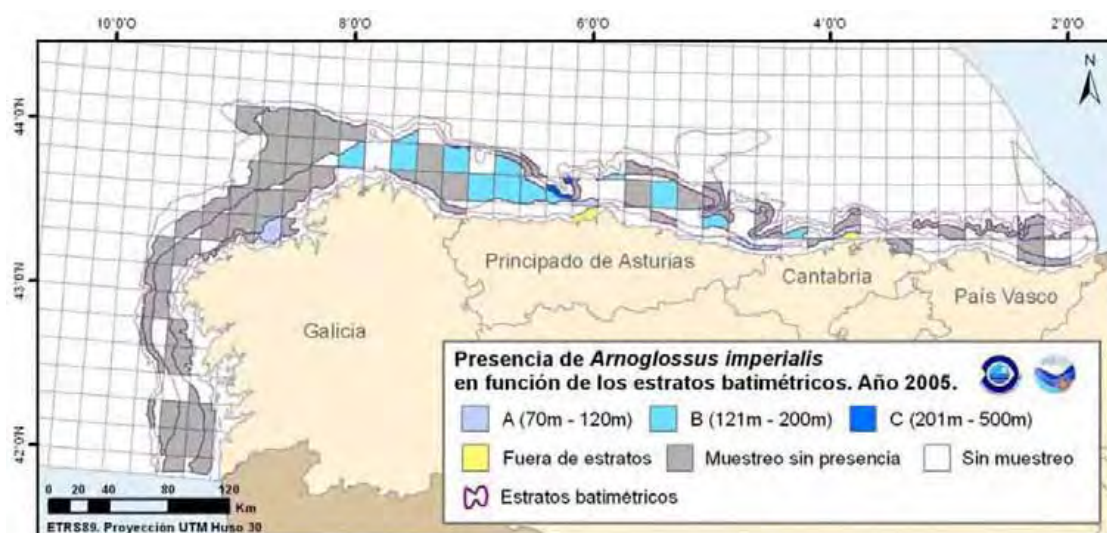 10°0'O 8°0'O 6°0'O 4°0'O 2°0'O
N
44°0'N
43°0'N
42°0'N
Principado de Asturias
Cantabria
País Vasco
Galicia
Presencia de Arnoglossus imperialis
en función de los estratos batimétricos. Año 2005.
A (70m - 120m) B (121m - 200m) C (201m - 500m)
Fuera de estratos Muestreo sin presencia Sin muestreo
Estratos batimétricos
0 20 40 80 120
Km
ETRS89. Proyección UTM Huso 30